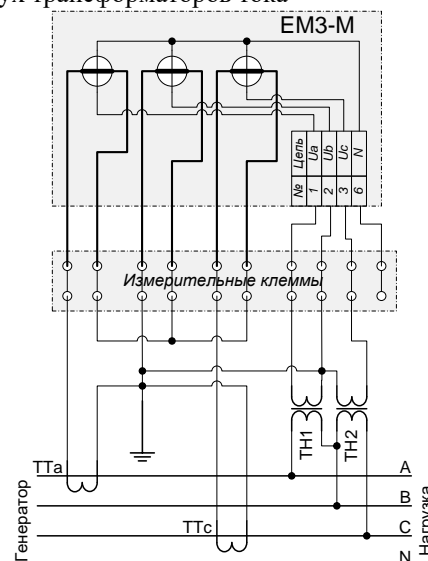 ух трансформаторов тока
ЕМ3-М
№ Цепь
1 Ua
2 Ub
3 Uc
6 N
Измерительные клеммы
ТН1
ТН2
ТТа
A
B
ТТс
C
N
Генератор
Нагрузка